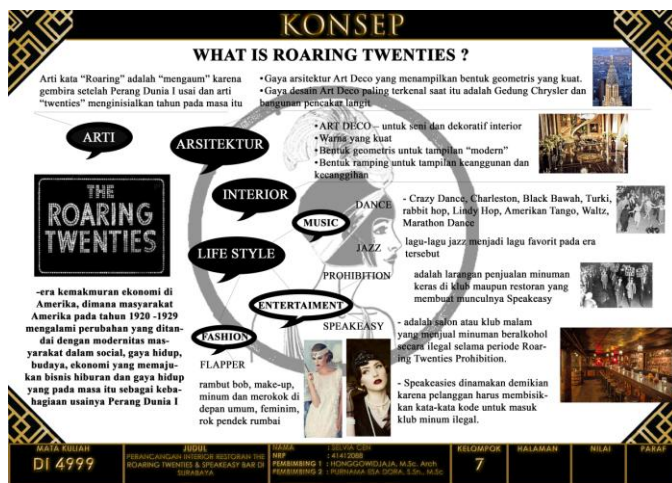 KONSEP
WHAT IS ROARING TWENTIES ?
Arti kata “Roaring” adalah “mengaum” karena
gembira setelah Perang Dunia I usai dan arti
“twenties” menginisialkan tahun pada masa itu
•Gaya arsitektur Art Deco yang menampilkan bentuk geometris yang kuat.
•Gaya desain Art Deco paling terkenal saat itu adalah Gedung Chrysler dan
bangunan pencakar langit
ARTI
ARSITEKTUR
•ART DECO – untuk seni dan dekoratif interior
•Warna yang kuat
•Bentuk geometris untuk tampilan “modern”
•Bentuk ramping untuk tampilan keanggunan dan
kecanggihan
INTERIOR
THE
ROARING
TWENTIES
LIFE STYLE
MUSIC
DANCE
- Crazy Dance, Charleston, Black Bawah, Turki,
rabbit hop, Lindy Hop, Amerikan Tango, Waltz,
Marathon Dance
JAZZ
lagu-lagu jazz menjadi lagu favorit pada era
tersebut
PROHIBITION
adalah larangan penjualan minuman
keras di klub maupun restoran yang
membuat munculnya Speakeasy
ENTERTAIMENT
SPEAKEASY
- adalah salon atau klub malam
yang menjual minuman beralkohol
secara ilegal selama periode Roar-
ing Twenties Prohibition.
- Speakeasies dinamakan demikian
karena pelanggan harus membisik-
kan kata-kata kode untuk masuk
klub minum ilegal.
-era kemakmuran ekonomi di
Amerika, dimana masyarakat
Amerika pada tahun 1920 -1929
mengalami perubahan yang ditan-
dai dengan modernitas mas-
yarakat dalam social, gaya hidup,
budaya, ekonomi yang memaju-
kan bisnis hiburan dan gaya hidup
yang pada masa itu sebagai keba-
hagiaan usainya Perang Dunia I
FASHION
FLAPPER
rambut bob, make-up,
minum dan merokok di
depan umum, feminim,
rok pendek rumbai
MATA KULIAH
DI 4999
JUDUL
PERANCANGAN INTERIOR RESTORAN THE
ROARING TWENTIES & SPEAKEASY BAR DI
SURABAYA
NAMA : SELVIA CEN
NRP : 41412088
PEMBIMBING 1 : HONGGOWIDJAJA, M.Sc. Arch
PEMBIMBING 2 : PURNAMA ESA DORA, S.Sn., M.Sc
KELOMPOK
7
HALAMAN
NILAI
PARAF